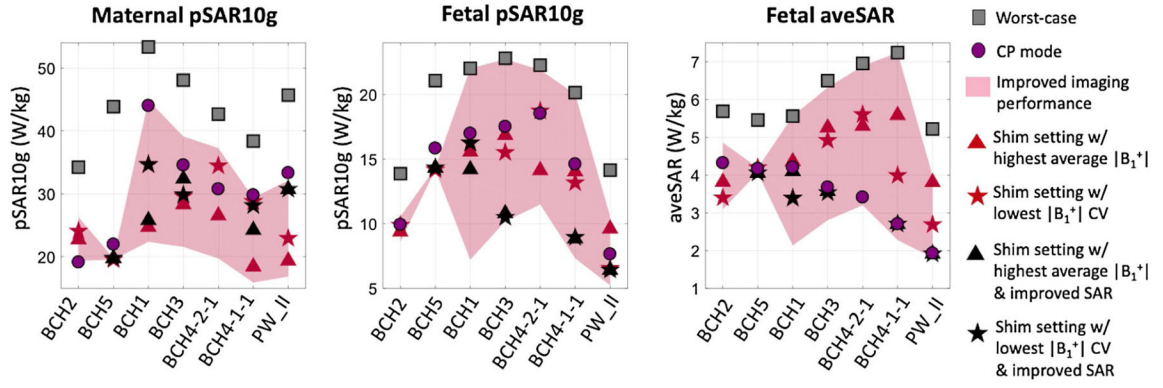 Maternal pSAR10g
Fetal pSAR10g
Fetal aveSAR
pSAR10g (W/kg)
50
40
30
20
BCH2
BCH5
BCH1
BCH3
BCH4-2-1
BCH4-1-1
PW_II
pSAR10g (W/kg)
20
15
10
5
BCH2
BCH5
BCH1
BCH3
BCH4-2-1
BCH4-1-1
PW_II
aveSAR (W/kg)
7
6
5
4
3
2
1
BCH2
BCH5
BCH1
BCH3
BCH4-2-1
BCH4-1-1
PW_II
Worst-case
CP mode
Improved imaging
performance
Shim setting w/
highest average |B₁⁺|
Shim setting w/
lowest |B₁⁺| CV
Shim setting w/
highest average |B₁⁺|
& improved SAR
Shim setting w/
lowest |B₁⁺| CV
& improved SAR